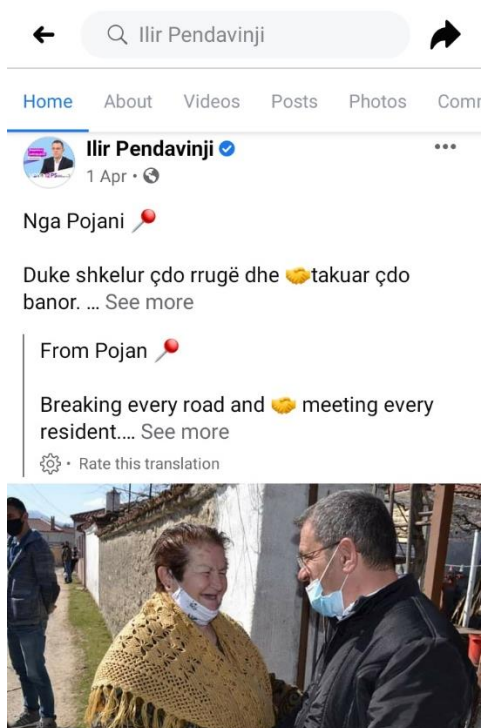 Ilir Pendavinji
Home About Videos Posts Photos Comm
Ilir Pendavinji
1 Apr ·
Nga Pojani 📍
Duke shkelur çdo rrugë dhe 🤝takuar çdo
banor. ... See more
From Pojan 📍
Breaking every road and 🤝 meeting every
resident.... See more
· Rate this translation